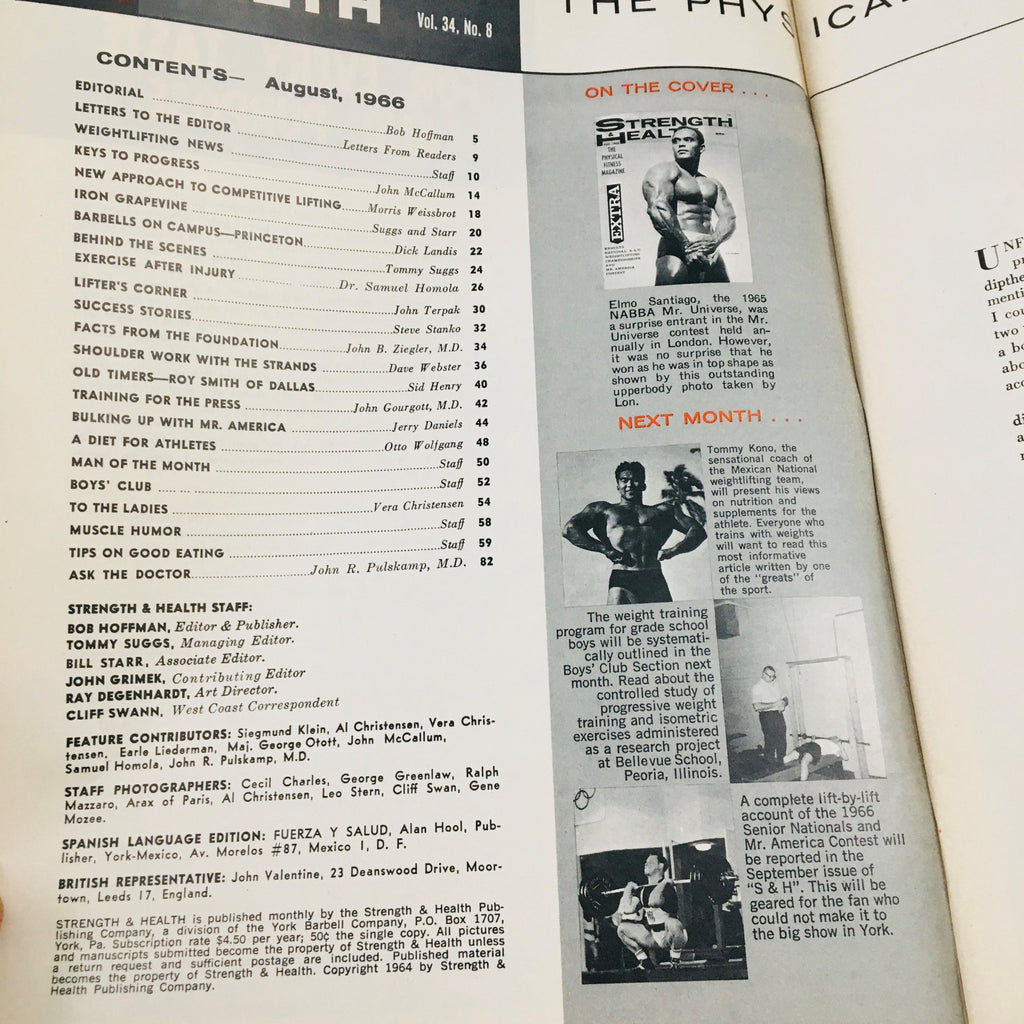 LTH
Vol. 34, No. 8
THE PHYSICA
CONTENTS— August, 1966
EDITORIAL ........ Bob Hoffman 5
LETTERS TO THE EDITOR ........ Letters From Readers 9
WEIGHTLIFTING NEWS ........ Staff 10
KEYS TO PROGRESS ........ John McCallum 14
NEW APPROACH TO COMPETITIVE LIFTING........Morris Weissbrot 18
IRON GRAPEVINE ........ Suggs and Starr 20
BARBELLS ON CAMPUS—PRINCETON........ Dick Landis 22
BEHIND THE SCENES ........ Tommy Suggs 24
EXERCISE AFTER INJURY ........ Dr. Samuel Homola 26
LIFTER'S CORNER ........ John Terpak 30
SUCCESS STORIES........ Steve Stanko 32
FACTS FROM THE FOUNDATION........John B. Ziegler, M.D. 34
SHOULDER WORK WITH THE STRANDS ........ Dave Webster 36
OLD TIMERS—ROY SMITH OF DALLAS........ Sid Henry 40
TRAINING FOR THE PRESS ........John Gourgott, M.D. 42
BULKING UP WITH MR. AMERICA ........ Jerry Daniels 44
A DIET FOR ATHLETES ........Otto Wolfgang 48
MAN OF THE MONTH ........Staff 50
BOYS' CLUB ........Staff 52
TO THE LADIES ........Vera Christensen 54
MUSCLE HUMOR ........Staff 58
TIPS ON GOOD EATING ........Staff 59
ASK THE DOCTOR........John R. Pulskamp, M.D. 82
STRENGTH & HEALTH STAFF:
BOB HOFFMAN, Editor & Publisher.
TOMMY SUGGS, Managing Editor.
BILL STARR, Associate Editor.
JOHN GRIMEK, Contributing Editor
RAY DEGENHARDT, Art Director.
CLIFF SWANN, West Coast Correspondent
FEATURE CONTRIBUTORS: Siegmund Klein, Al Christensen, Vera Chris-
tensen, Earle Liederman, Maj. George Otott, John McCallum,
Samuel Homola, John R. Pulskamp, M.D.
STAFF PHOTOGRAPHERS: Cecil Charles, George Greenlaw, Ralph
Mazzaro, Arax of Paris, Al Christensen, Leo Stern, Cliff Swan, Gene
Mozee.
SPANISH LANGUAGE EDITION: FUERZA Y SALUD, Alan Hool, Pub-
lisher, York-Mexico, Av. Morelos #87, Mexico I, D. F.
BRITISH REPRESENTATIVE: John Valentine, 23 Deanswood Drive, Moor-
town, Leeds 17, England.
STRENGTH & HEALTH is published monthly by the Strength & Health Pub-
lishing Company, a division of the York Barbell Company, P.O. Box 1707,
York, Pa. Subscription rate $4.50 per year; 50¢ the single copy. All pictures
and manuscripts submitted become the property of Strength & Health unless
a return request and sufficient postage are included. Published material
becomes the property of Strength & Health. Copyright 1964 by Strength &
Health Publishing Company.
ON THE COVER . . .
STRENGTH
HEALTH
THE
PHYSICAL
FITNESS
MAGAZINE
EXTRA
Elmo Santiago, the 1965
NABBA Mr. Universe, was
a surprise entrant in the Mr.
Universe contest held an-
nually in London. However,
it was no surprise that he
won as he was in top shape as
shown by this outstanding
upperbody photo taken by
Lon.
NEXT MONTH . . .
Tommy Kono, the
sensational coach of
the Mexican National
weightlifting team,
will present his views
on nutrition and
supplements for the
athlete. Everyone who
trains with weights
will want to read this
most informative
article written by one
of the "greats" of
the sport.
The weight training
program for grade school
boys will be systemati-
cally outlined in the
Boys' Club Section next
month. Read about the
controlled study of
progressive weight
training and isometric
exercises administered
as a research project
at Bellevue School,
Peoria, Illinois.
A complete lift-by-lift
account of the 1966
Senior Nationals and
Mr. America Contest will
be reported in the
September issue of
"S & H". This will be
geared for the fan who
could not make it to
the big show in York.
UNF
pr
dipthe
menti
I cou
two
a bo
abo
acc
di
a